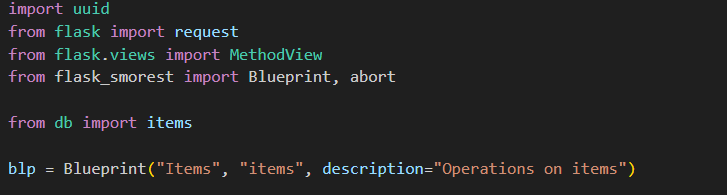 import uuid
from flask import request
from flask.views import MethodView
from flask_smorest import Blueprint, abort
from db import items
blp = Blueprint("Items", "items", description="Operations on items")